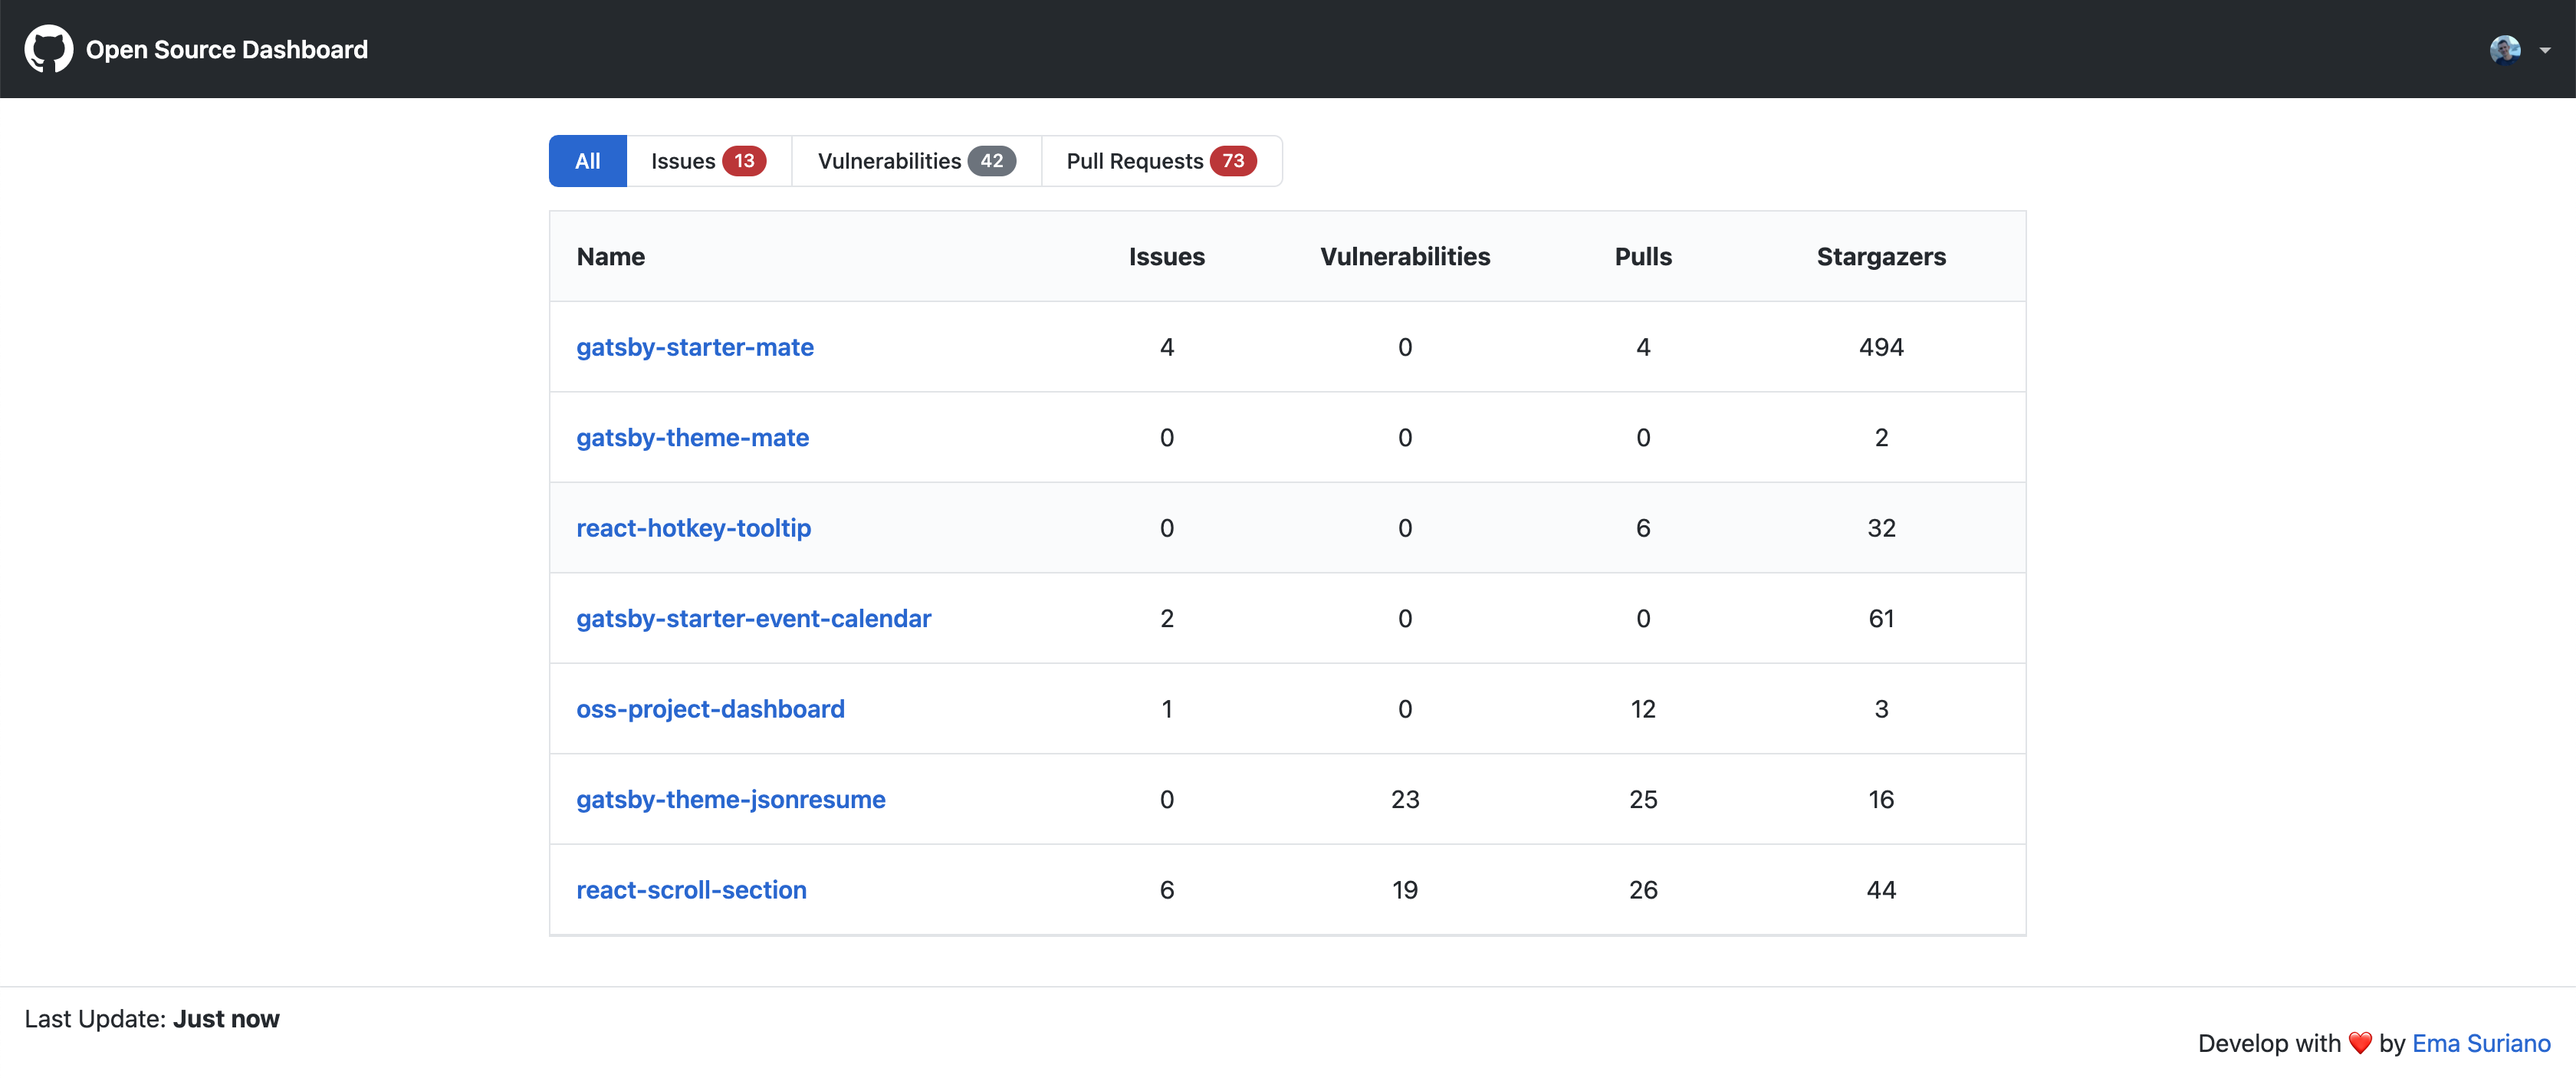 Open Source Dashboard
All Issues 13 Vulnerabilities 42 Pull Requests 73
Name Issues Vulnerabilities Pulls Stargazers
gatsby-starter-mate 4 0 4 494
gatsby-theme-mate 0 0 0 2
react-hotkey-tooltip 0 0 6 32
gatsby-starter-event-calendar 2 0 0 61
oss-project-dashboard 1 0 12 3
gatsby-theme-jsonresume 0 23 25 16
react-scroll-section 6 19 26 44
Last Update: Just now
Develop with ❤️ by Ema Suriano